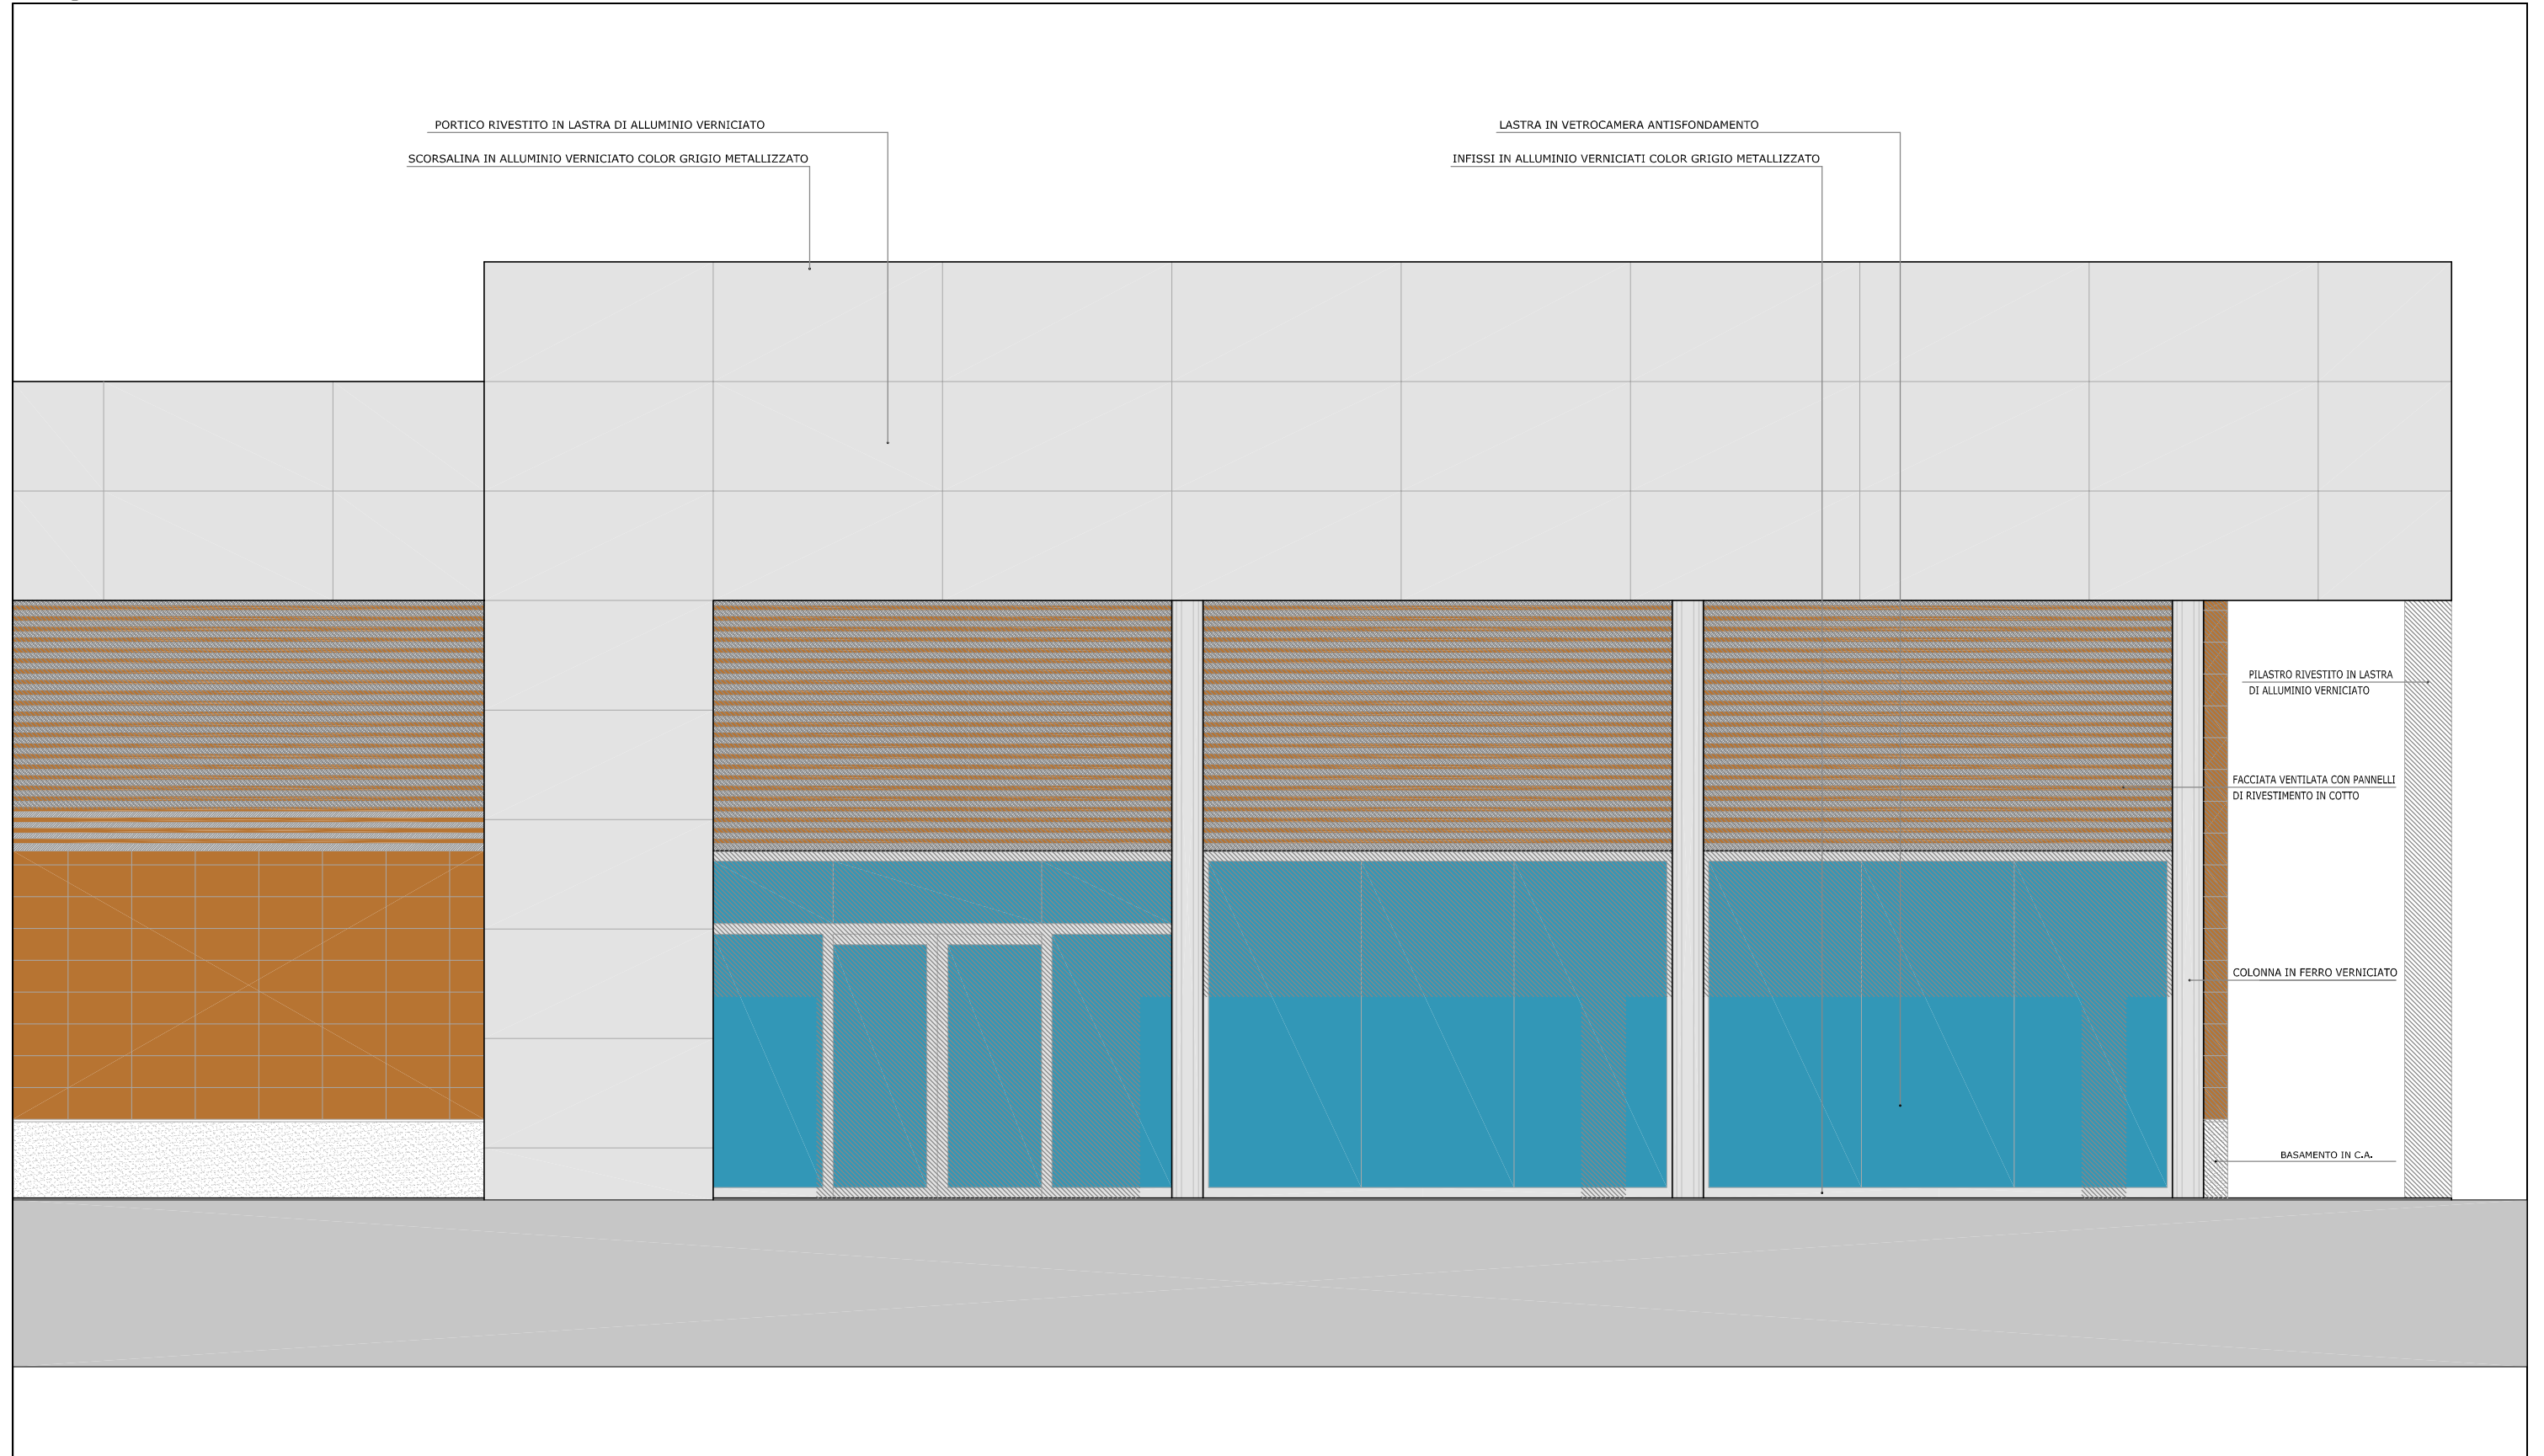 PORTICO RIVESTITO IN LASTRA DI ALLUMINIO VERNICIATO
SCORSALINA IN ALLUMINIO VERNICIATO COLOR GRIGIO METALLIZZATO
LASTRA IN VETROCAMERA ANTISFONDAMENTO
INFISSI IN ALLUMINIO VERNICIATI COLOR GRIGIO METALLIZZATO
PILASTRO RIVESTITO IN LASTRA
DI ALLUMINIO VERNICIATO
FACCIATA VENTILATA CON PANNELLI
DI RIVESTIMENTO IN COTTO
COLONNA IN FERRO VERNICIATO
BASAMENTO IN C.A.